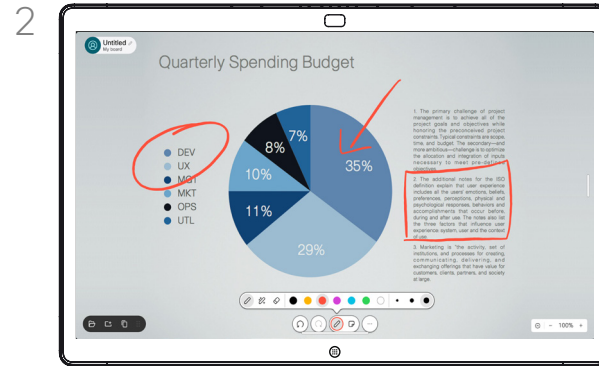 2
Untitled
My board
Quarterly Spending Budget
DEV
UX
MGT
MKT
OPS
UTL
7%
8%
35%
10%
11%
29%
1. The primary challenge of project
management is to achieve all of the
project goals and objectives while
honoring the preconceived project
constraints. Typical constraints are scope,
time, and budget. The secondary—and
more ambitious—challenge is to optimize
the allocation and integration of inputs
necessary to meet pre-defined
objectives.
2. The additional notes for the ISO
definition explain that user experience
includes all the users' emotions, beliefs,
preferences, perceptions, physical and
psychological responses, behaviors and
accomplishments that occur before,
during and after use. The notes also list
the three factors that influence user
experience: system, user and the context
of use.
3. Marketing is "the activity, set of
institutions, and processes for creating,
communicating, delivering, and
exchanging offerings that have value for
customers, clients, partners, and society
at large.
- 100% +